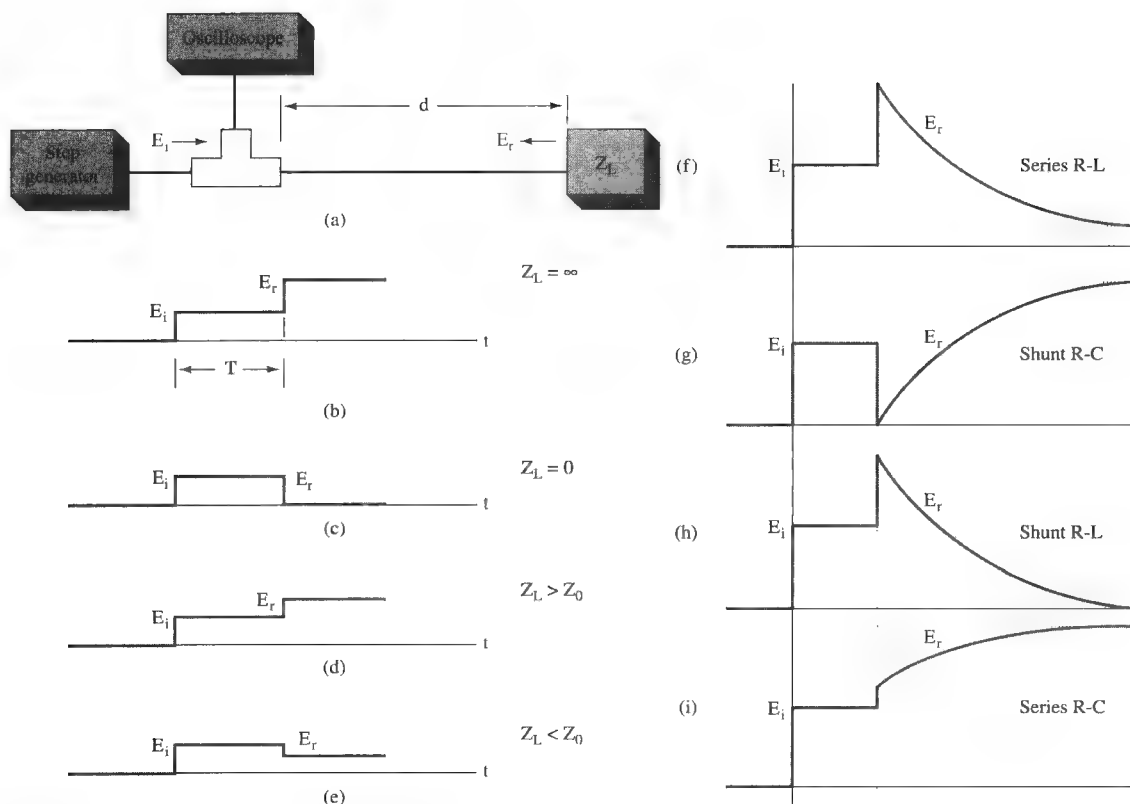 Oscilloscope
d
E_i
E_r
Step
generator
Z_L
(a)
E_i
E_r
Z_L = ∞
t
T
(b)
E_i
E_r
Z_L = 0
t
(c)
E_i
E_r
Z_L > Z_0
t
(d)
E_i
E_r
Z_L < Z_0
t
(e)
(f)
E_i
E_r
Series R-L
(g)
E_i
E_r
Shunt R-C
(h)
E_i
E_r
Shunt R-L
(i)
E_i
E_r
Series R-C